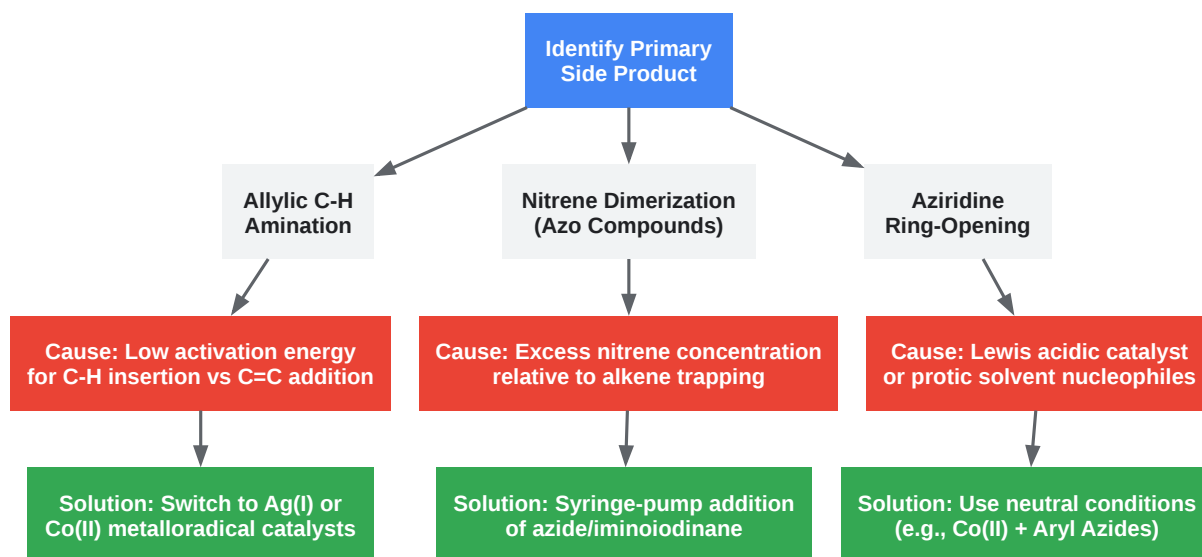 Identify Primary
Side Product
Allylic C-H
Amination
Nitrene Dimerization
(Azo Compounds)
Aziridine
Ring-Opening
Cause: Low activation energy
for C-H insertion vs C=C addition
Cause: Excess nitrene concentration
relative to alkene trapping
Cause: Lewis acidic catalyst
or protic solvent nucleophiles
Solution: Switch to Ag(I) or
Co(II) metalloradical catalysts
Solution: Syringe-pump addition
of azide/iminoiodinane
Solution: Use neutral conditions
(e.g., Co(II) + Aryl Azides)